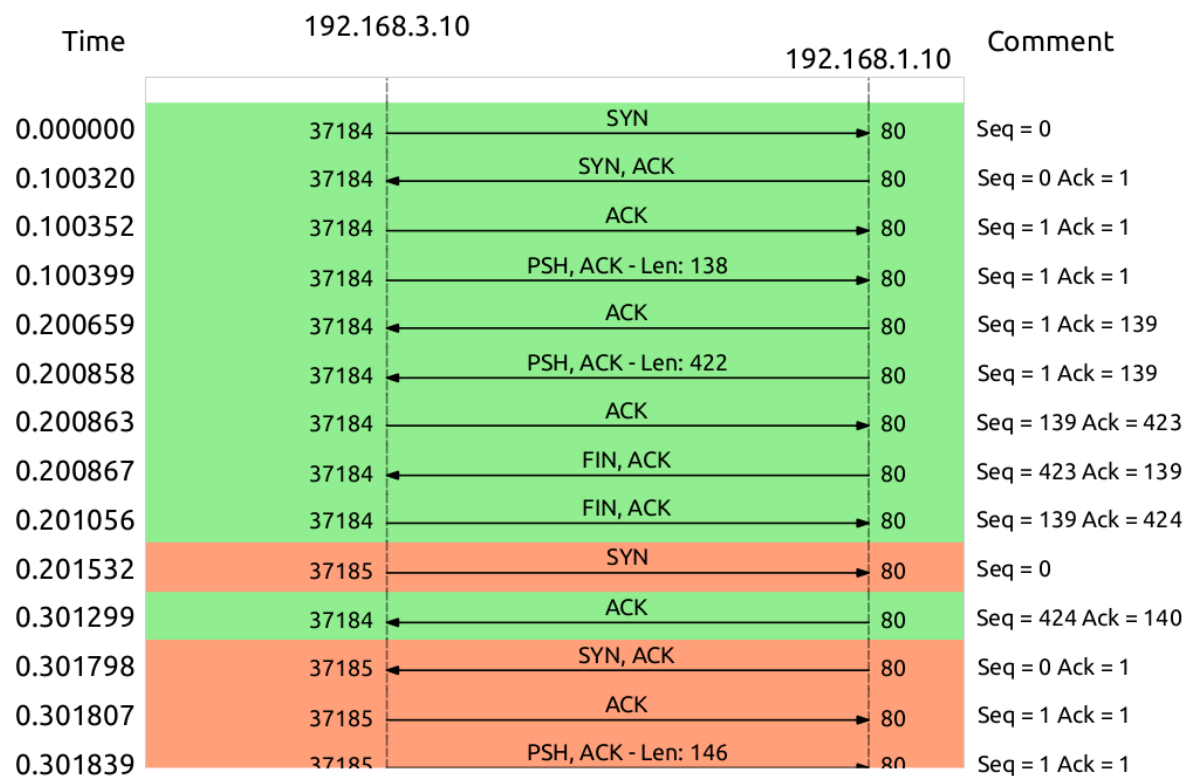 Time 192.168.3.10 192.168.1.10 Comment
0.000000 37184 SYN 80 Seq = 0
0.100320 37184 SYN, ACK 80 Seq = 0 Ack = 1
0.100352 37184 ACK 80 Seq = 1 Ack = 1
0.100399 37184 PSH, ACK - Len: 138 80 Seq = 1 Ack = 1
0.200659 37184 ACK 80 Seq = 1 Ack = 139
0.200858 37184 PSH, ACK - Len: 422 80 Seq = 1 Ack = 139
0.200863 37184 ACK 80 Seq = 139 Ack = 423
0.200867 37184 FIN, ACK 80 Seq = 423 Ack = 139
0.201056 37184 FIN, ACK 80 Seq = 139 Ack = 424
0.201532 37185 SYN 80 Seq = 0
0.301299 37184 ACK 80 Seq = 424 Ack = 140
0.301798 37185 SYN, ACK 80 Seq = 0 Ack = 1
0.301807 37185 ACK 80 Seq = 1 Ack = 1
0.301839 37185 PSH, ACK - Len: 146 80 Seq = 1 Ack = 1